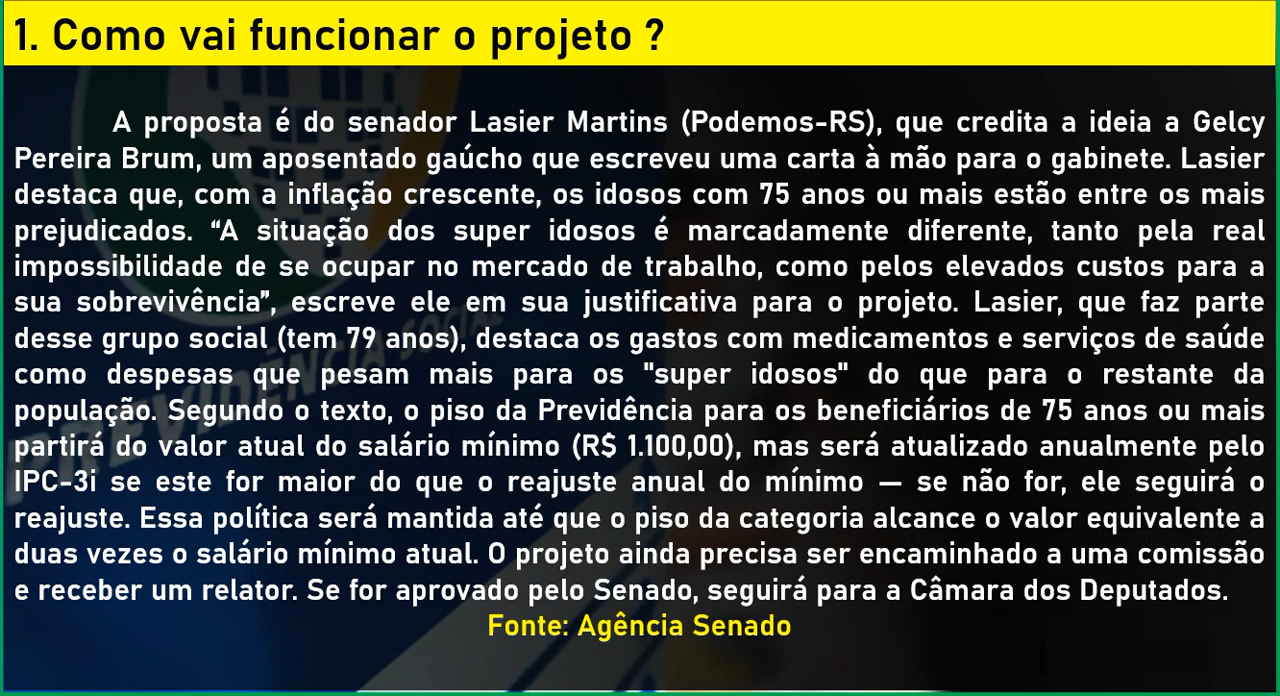 1. Como vai funcionar o projeto ?
A proposta é do senador Lasier Martins (Podemos-RS), que credita a ideia a Gelcy
Pereira Brum, um aposentado gaúcho que escreveu uma carta à mão para o gabinete. Lasier
destaca que, com a inflação crescente, os idosos com 75 anos ou mais estão entre os mais
prejudicados. “A situação dos super idosos é marcadamente diferente, tanto pela real
impossibilidade de se ocupar no mercado de trabalho, como pelos elevados custos para a
sua sobrevivência”, escreve ele em sua justificativa para o projeto. Lasier, que faz parte
desse grupo social (tem 79 anos), destaca os gastos com medicamentos e serviços de saúde
como despesas que pesam mais para os "super idosos" do que para o restante da
população. Segundo o texto, o piso da Previdência para os beneficiários de 75 anos ou mais
partirá do valor atual do salário mínimo (R$ 1.100,00), mas será atualizado anualmente pelo
IPC-3i se este for maior do que o reajuste anual do mínimo — se não for, ele seguirá o
reajuste. Essa política será mantida até que o piso da categoria alcance o valor equivalente a
duas vezes o salário mínimo atual. O projeto ainda precisa ser encaminhado a uma comissão
e receber um relator. Se for aprovado pelo Senado, seguirá para a Câmara dos Deputados.
Fonte: Agência Senado